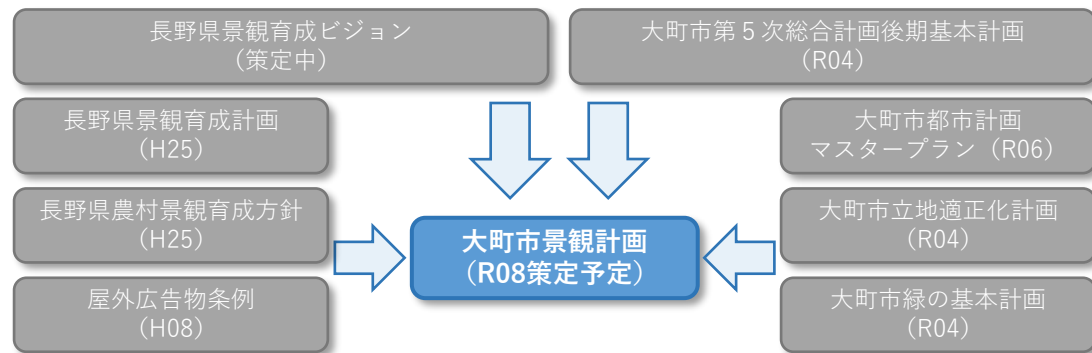 長野県景観育成ビジョン
（策定中）
大町市第５次総合計画後期基本計画
（R04）
長野県景観育成計画
（H25）
大町市都市計画
マスタープラン（R06）
長野県農村景観育成方針
（H25）
大町市景観計画
（R08策定予定）
大町市立地適正化計画
（R04）
屋外広告物条例
（H08）
大町市緑の基本計画
（R04）